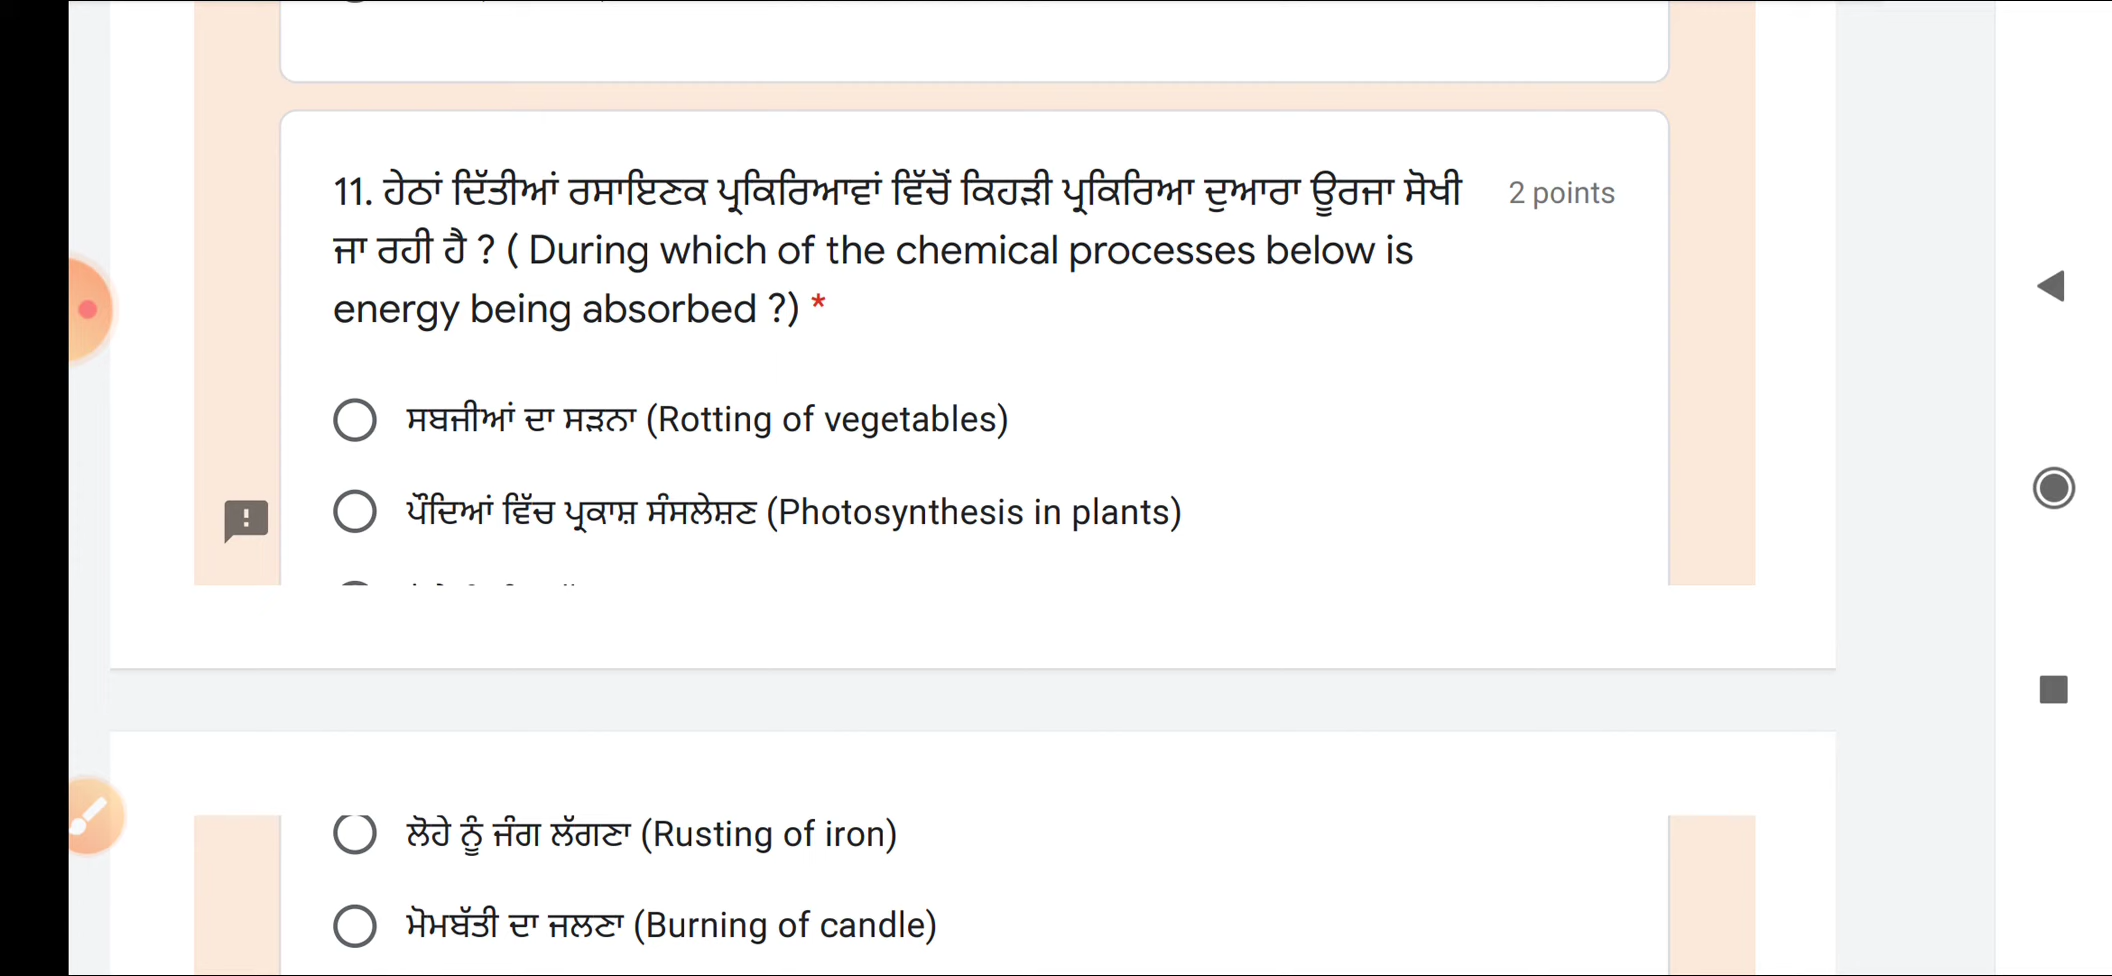 11. ਹੇਠਾਂ ਦਿੱਤੀਆਂ ਰਸਾਇਣਕ ਪ੍ਰਕਿਰਿਆਵਾਂ ਵਿੱਚੋਂ ਕਿਹੜੀ ਪ੍ਰਕਿਰਿਆ ਦੁਆਰਾ ਊਰਜਾ ਸੋਖੀ 2 points
ਜਾ ਰਹੀ ਹੈ ? ( During which of the chemical processes below is
energy being absorbed ?) *
ਸਬਜੀਆਂ ਦਾ ਸੜਨਾ (Rotting of vegetables)
ਪੌਦਿਆਂ ਵਿੱਚ ਪ੍ਰਕਾਸ਼ ਸੰਸਲੇਸ਼ਣ (Photosynthesis in plants)
ਲੋਹੇ ਨੂੰ ਜੰਗ ਲੱਗਣਾ (Rusting of iron)
ਮੋਮਬੱਤੀ ਦਾ ਜਲਣਾ (Burning of candle)